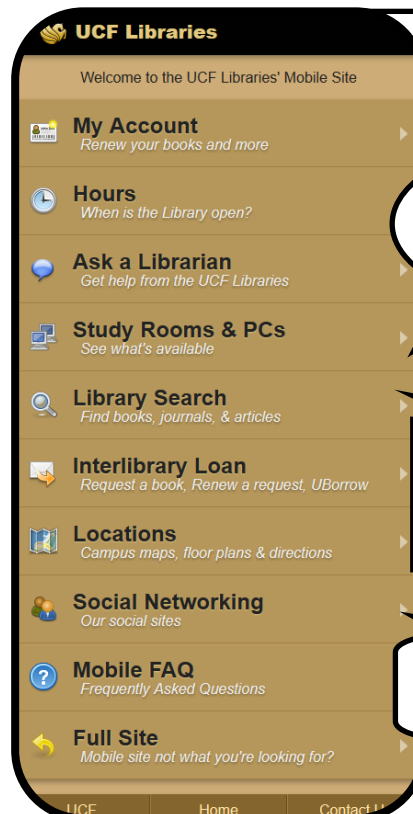 UCF Libraries
Welcome to the UCF Libraries' Mobile Site
My Account
Renew your books and more
Hours
When is the Library open?
Ask a Librarian
Get help from the UCF Libraries
Study Rooms & PCs
See what's available
Library Search
Find books, journals, & articles
Interlibrary Loan
Request a book, Renew a request, UBorrow
Locations
Campus maps, floor plans & directions
Social Networking
Our social sites
Mobile FAQ
Frequently Asked Questions
Full Site
Mobile site not what you're looking for?
UCF Home Contact U